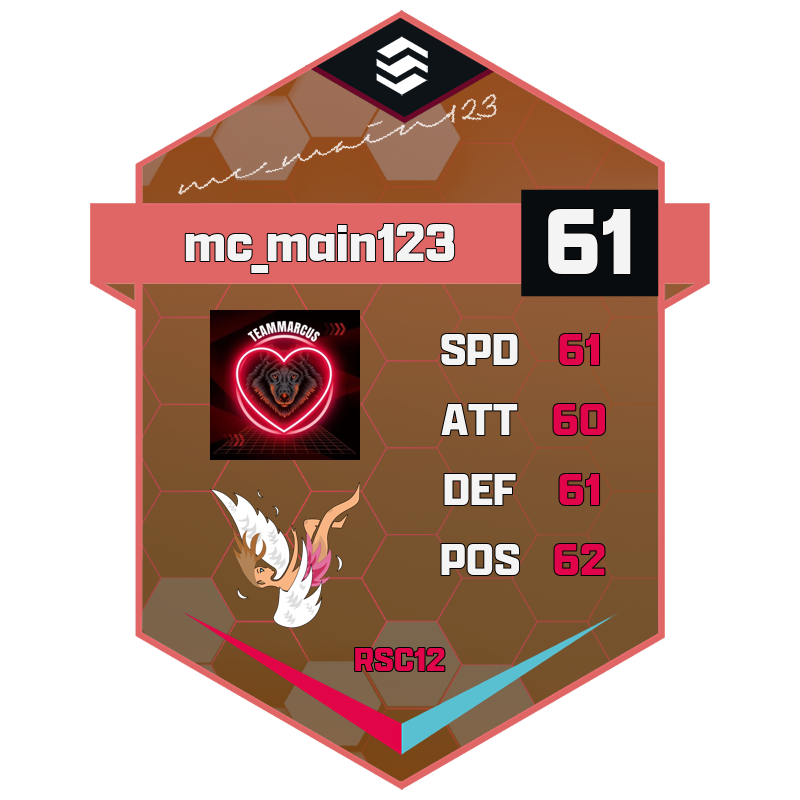 mc_main123
mc_main123
61
TEAMMARCUS
SPD 61
ATT 60
DEF 61
POS 62
RSC12